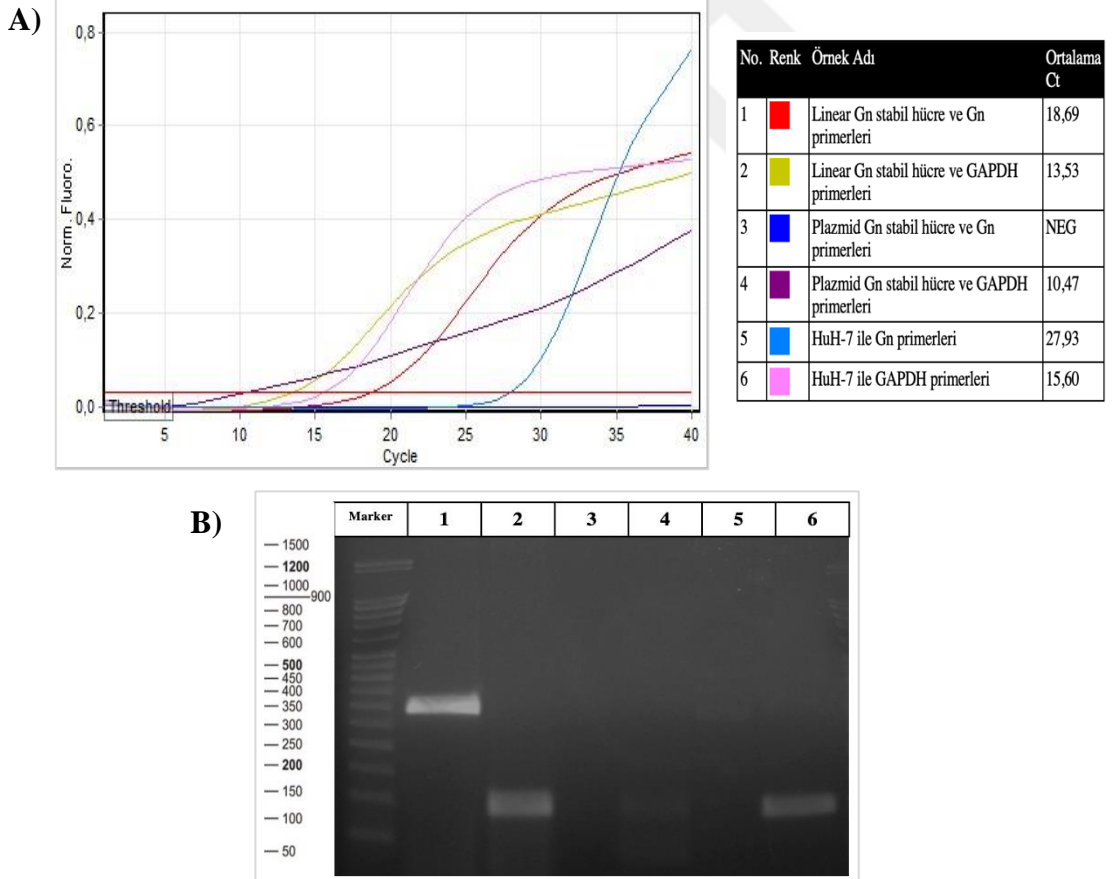 A)
0,8
0,6
0,4
0,2
0,0
Norm. Fluoro.
Threshold
5 10 15 20 25 30 35 40
Cycle
No. Renk Örnek Adı Ortalama
Ct
1 Linear Gn stabil hücre ve Gn 18,69
primerleri
2 Linear Gn stabil hücre ve GAPDH 13,53
primerleri
3 Plazmid Gn stabil hücre ve Gn NEG
primerleri
4 Plazmid Gn stabil hücre ve GAPDH 10,47
primerleri
5 HuH-7 ile Gn primerleri 27,93
6 HuH-7 ile GAPDH primerleri 15,60
B)
Marker 1 2 3 4 5 6
1500
1200
1000
900
800
700
600
500
450
400
350
300
250
200
150
100
50